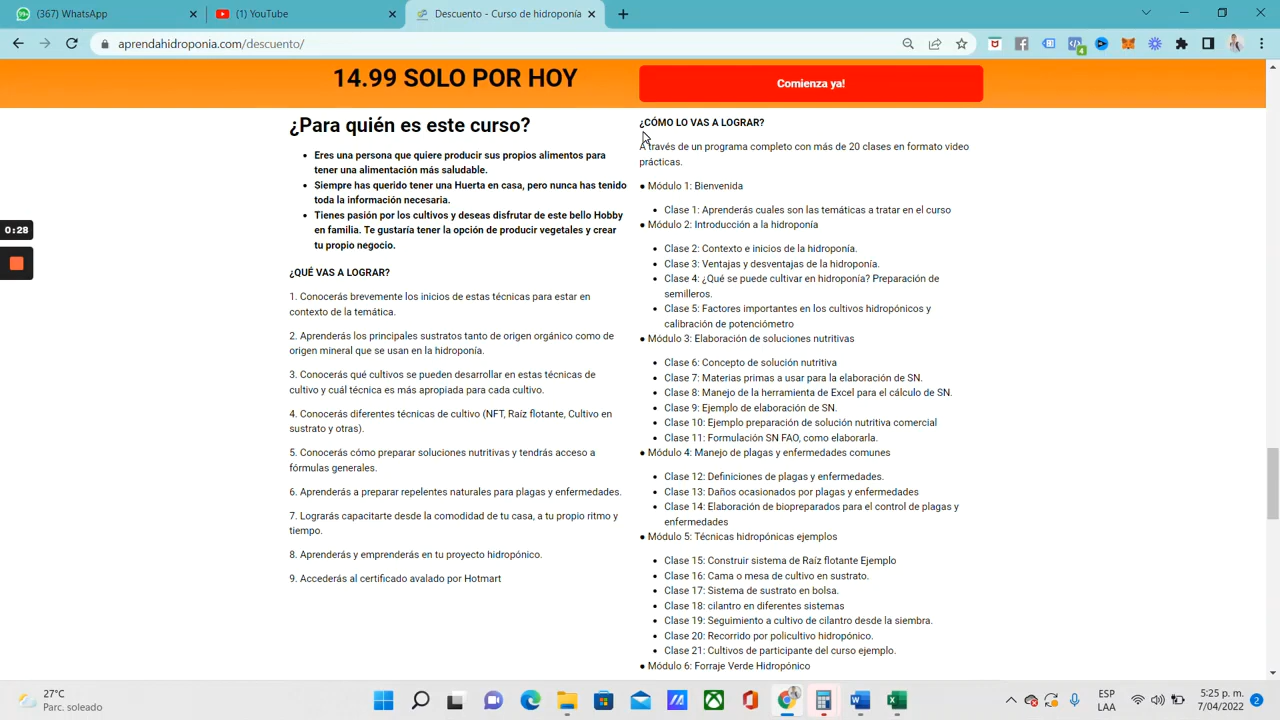 (367) WhatsApp
(1) YouTube
Descuento - Curso de hidroponía
99+
aprendahidroponia.com/descuento/
4
14.99 SOLO POR HOY
Comienza ya!
¿Para quién es este curso?
• Eres una persona que quiere producir sus propios alimentos para
tener una alimentación más saludable.
• Siempre has querido tener una Huerta en casa, pero nunca has tenido
toda la información necesaria.
• Tienes pasión por los cultivos y deseas disfrutar de este bello Hobby
en familia. Te gustaría tener la opción de producir vegetales y crear
tu propio negocio.
¿QUÉ VAS A LOGRAR?
1. Conocerás brevemente los inicios de estas técnicas para estar en
contexto de la temática.
2. Aprenderás los principales sustratos tanto de origen orgánico como de
origen mineral que se usan en la hidroponía.
3. Conocerás qué cultivos se pueden desarrollar en estas técnicas de
cultivo y cuál técnica es más apropiada para cada cultivo.
4. Conocerás diferentes técnicas de cultivo (NFT, Raíz flotante, Cultivo en
sustrato y otras).
5. Conocerás cómo preparar soluciones nutritivas y tendrás acceso a
fórmulas generales.
6. Aprenderás a preparar repelentes naturales para plagas y enfermedades.
7. Lograrás capacitarte desde la comodidad de tu casa, a tu propio ritmo y
tiempo.
8. Aprenderás y emprenderás en tu proyecto hidropónico.
9. Accederás al certificado avalado por Hotmart
¿CÓMO LO VAS A LOGRAR?
A través de un programa completo con más de 20 clases en formato video
prácticas.
● Módulo 1: Bienvenida
• Clase 1: Aprenderás cuales son las temáticas a tratar en el curso
● Módulo 2: Introducción a la hidroponía
• Clase 2: Contexto e inicios de la hidroponía.
• Clase 3: Ventajas y desventajas de la hidroponía.
• Clase 4: ¿Qué se puede cultivar en hidroponía? Preparación de
semilleros.
• Clase 5: Factores importantes en los cultivos hidropónicos y
calibración de potenciómetro
● Módulo 3: Elaboración de soluciones nutritivas
• Clase 6: Concepto de solución nutritiva
• Clase 7: Materias primas a usar para la elaboración de SN.
• Clase 8: Manejo de la herramienta de Excel para el cálculo de SN.
• Clase 9: Ejemplo de elaboración de SN.
• Clase 10: Ejemplo preparación de solución nutritiva comercial
• Clase 11: Formulación SN FAO, como elaborarla.
● Módulo 4: Manejo de plagas y enfermedades comunes
• Clase 12: Definiciones de plagas y enfermedades.
• Clase 13: Daños ocasionados por plagas y enfermedades
• Clase 14: Elaboración de biopreparados para el control de plagas y
enfermedades
● Módulo 5: Técnicas hidropónicas ejemplos
• Clase 15: Construir sistema de Raíz flotante Ejemplo
• Clase 16: Cama o mesa de cultivo en sustrato.
• Clase 17: Sistema de sustrato en bolsa.
• Clase 18: cilantro en diferentes sistemas
• Clase 19: Seguimiento a cultivo de cilantro desde la siembra.
• Clase 20: Recorrido por policultivo hidropónico.
• Clase 21: Cultivos de participante del curso ejemplo.
● Módulo 6: Forraje Verde Hidropónico
0:28
27°C
Parc. soleado
ESP
LAA
5:25 p. m.
7/04/2022
2